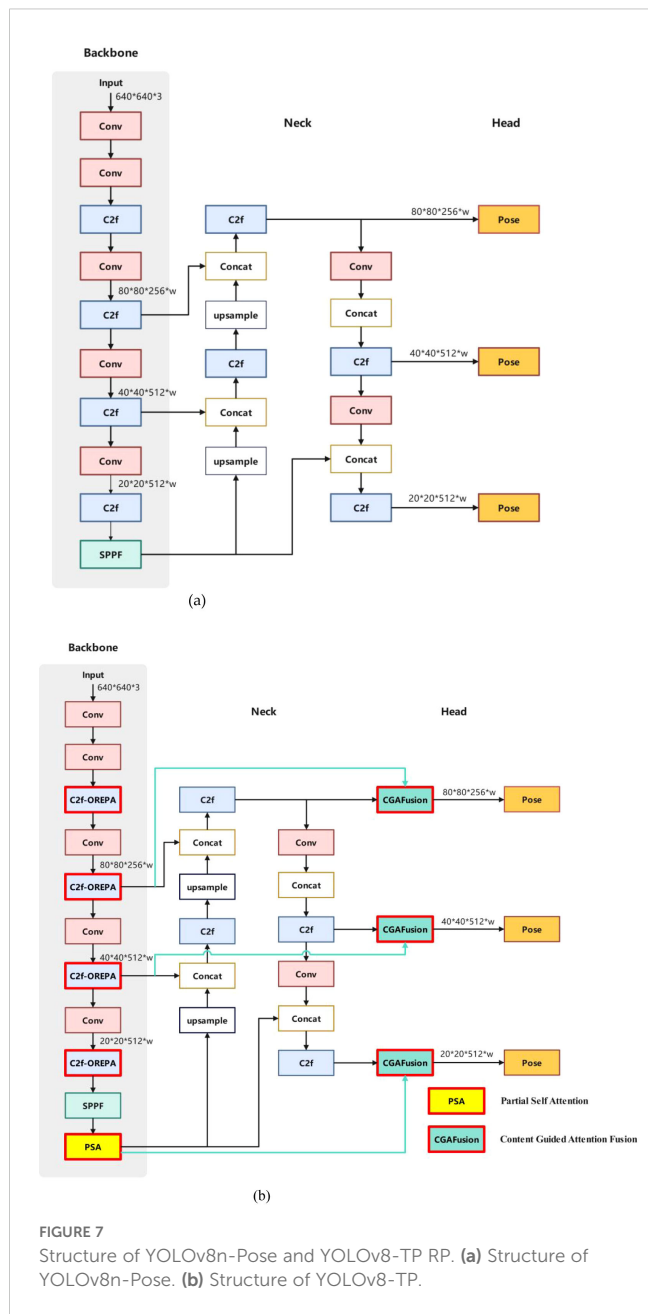 Backbone
Input
640*640*3
Neck
Head
Conv
Conv
C2f
C2f
80*80*256*w
Pose
Conv
Concat
Conv
80*80*256*w
C2f
upsample
Concat
Conv
C2f
C2f
40*40*512*w
Pose
40*40*512*w
C2f
Concat
Conv
Conv
upsample
Concat
20*20*512*w
C2f
C2f
20*20*512*w
Pose
SPPF
(a)
Backbone
Input
640*640*3
Neck
Head
Conv
Conv
C2f-OREPA
C2f
CGAFusion
80*80*256*w
Pose
Conv
Concat
Conv
80*80*256*w
C2f-OREPA
upsample
Concat
Conv
C2f
C2f
CGAFusion
40*40*512*w
Pose
40*40*512*w
C2f-OREPA
Concat
Conv
Conv
upsample
Concat
20*20*512*w
C2f-OREPA
C2f
CGAFusion
20*20*512*w
Pose
SPPF
PSA
Partial Self Attention
PSA
CGAFusion
Content Guided Attention Fusion
(b)
FIGURE 7
Structure of YOLOv8n-Pose and YOLOv8-TP RP. (a) Structure of
YOLOv8n-Pose. (b) Structure of YOLOv8-TP.